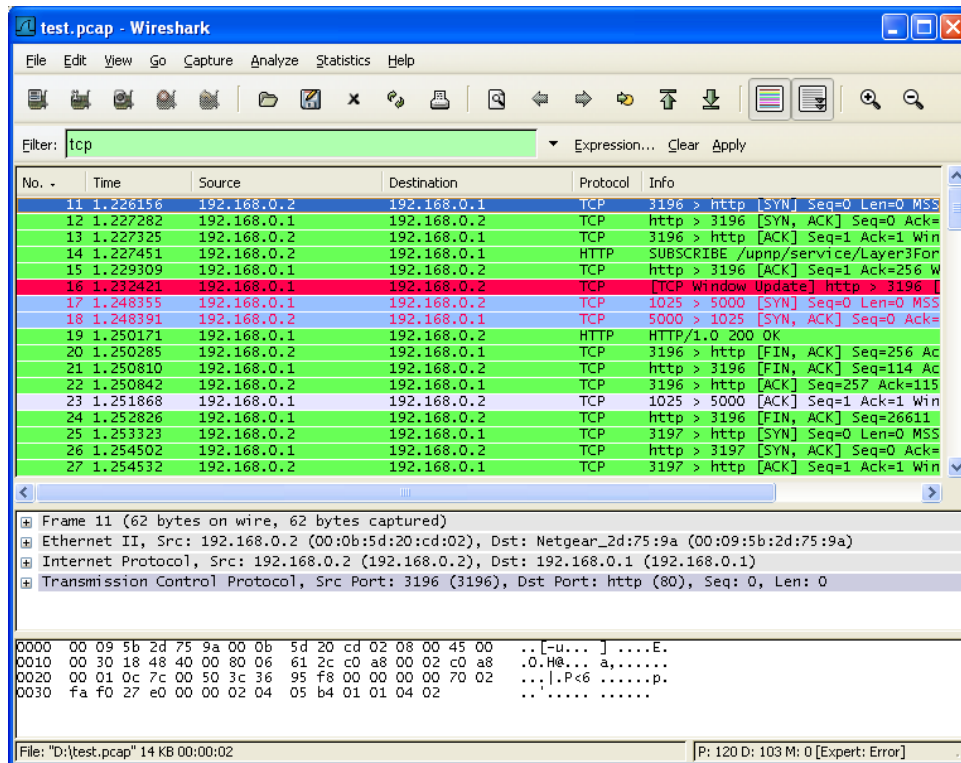 test.pcap - Wireshark
File Edit View Go Capture Analyze Statistics Help
Filter: tcp Expression... Clear Apply
No. Time Source Destination Protocol Info
11 1.226156 192.168.0.2 192.168.0.1 TCP 3196 > http [SYN] Seq=0 Len=0 MSS
12 1.227282 192.168.0.1 192.168.0.2 TCP http > 3196 [SYN, ACK] Seq=0 Ack=
13 1.227325 192.168.0.2 192.168.0.1 TCP 3196 > http [ACK] Seq=1 Ack=1 Win
14 1.227451 192.168.0.2 192.168.0.1 HTTP SUBSCRIBE /upnp/service/Layer3For
15 1.229309 192.168.0.1 192.168.0.2 TCP http > 3196 [ACK] Seq=1 Ack=256 W
16 1.232421 192.168.0.1 192.168.0.2 TCP [TCP Window Update] http > 3196 [
17 1.248355 192.168.0.1 192.168.0.2 TCP 1025 > 5000 [SYN] Seq=0 Len=0 MSS
18 1.248391 192.168.0.2 192.168.0.1 TCP 5000 > 1025 [SYN, ACK] Seq=0 Ack=
19 1.250171 192.168.0.1 192.168.0.2 HTTP HTTP/1.0 200 OK
20 1.250285 192.168.0.2 192.168.0.1 TCP 3196 > http [FIN, ACK] Seq=256 Ac
21 1.250810 192.168.0.1 192.168.0.2 TCP http > 3196 [FIN, ACK] Seq=114 Ac
22 1.250842 192.168.0.2 192.168.0.1 TCP 3196 > http [ACK] Seq=257 Ack=115
23 1.251868 192.168.0.1 192.168.0.2 TCP 1025 > 5000 [ACK] Seq=1 Ack=1 Win
24 1.252826 192.168.0.1 192.168.0.2 TCP http > 3196 [FIN, ACK] Seq=26611
25 1.253323 192.168.0.2 192.168.0.1 TCP 3197 > http [SYN] Seq=0 Len=0 MSS
26 1.254502 192.168.0.1 192.168.0.2 TCP http > 3197 [SYN, ACK] Seq=0 Ack=
27 1.254532 192.168.0.2 192.168.0.1 TCP 3197 > http [ACK] Seq=1 Ack=1 Win
Frame 11 (62 bytes on wire, 62 bytes captured)
Ethernet II, Src: 192.168.0.2 (00:0b:5d:20:cd:02), Dst: Netgear_2d:75:9a (00:09:5b:2d:75:9a)
Internet Protocol, Src: 192.168.0.2 (192.168.0.2), Dst: 192.168.0.1 (192.168.0.1)
Transmission Control Protocol, Src Port: 3196 (3196), Dst Port: http (80), Seq: 0, Len: 0
0000 00 09 5b 2d 75 9a 00 0b 5d 20 cd 02 08 00 45 00 ..[-u... ] ....E.
0010 00 30 18 48 40 00 80 06 61 2c c0 a8 00 02 c0 a8 .0.H@... a,......
0020 00 01 0c 7c 00 50 3c 36 95 f8 00 00 00 00 70 02 ...|.P<6 ......p.
0030 fa f0 27 e0 00 00 02 04 05 b4 01 01 04 02 ..'..... ......
File: "D:\test.pcap" 14 KB 00:00:02 P: 120 D: 103 M: 0 [Expert: Error]